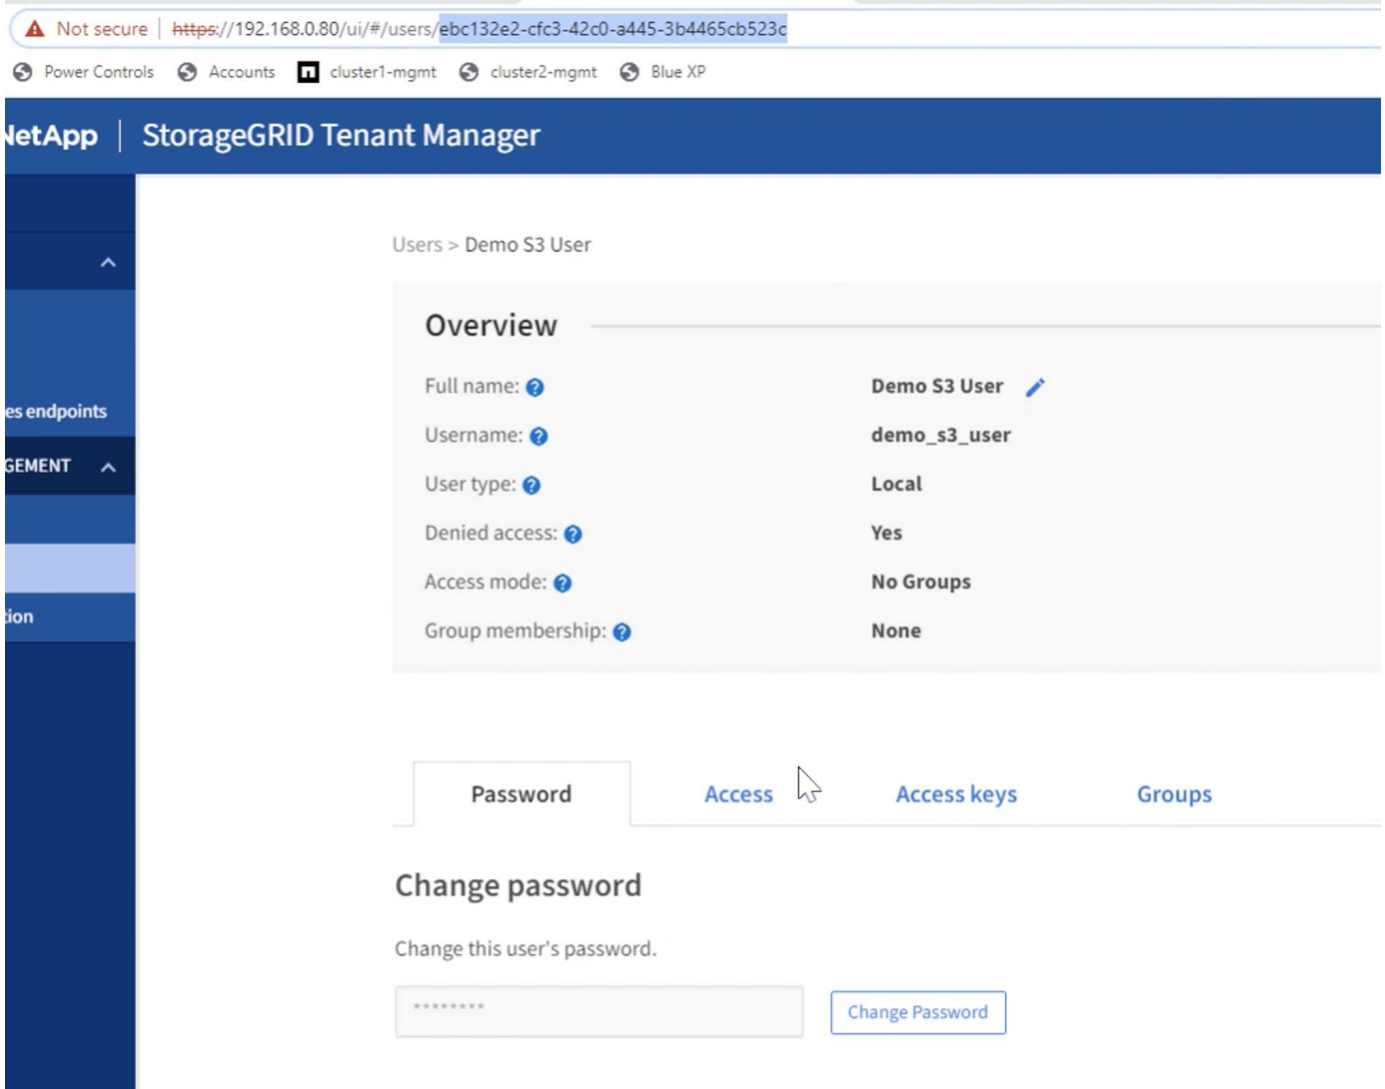 Not secure | https://192.168.0.80/ui/#/users/ebc132e2-cfc3-42c0-a445-3b4465cb523c
Power Controls Accounts cluster1-mgmt cluster2-mgmt Blue XP
NetApp | StorageGRID Tenant Manager
Users > Demo S3 User
Overview
Full name: Demo S3 User
es endpoints
Username: demo_s3_user
GEMENT
User type: Local
Denied access: Yes
Access mode: No Groups
tion
Group membership: None
Password Access Access keys Groups
Change password
Change this user's password.
********
Change Password